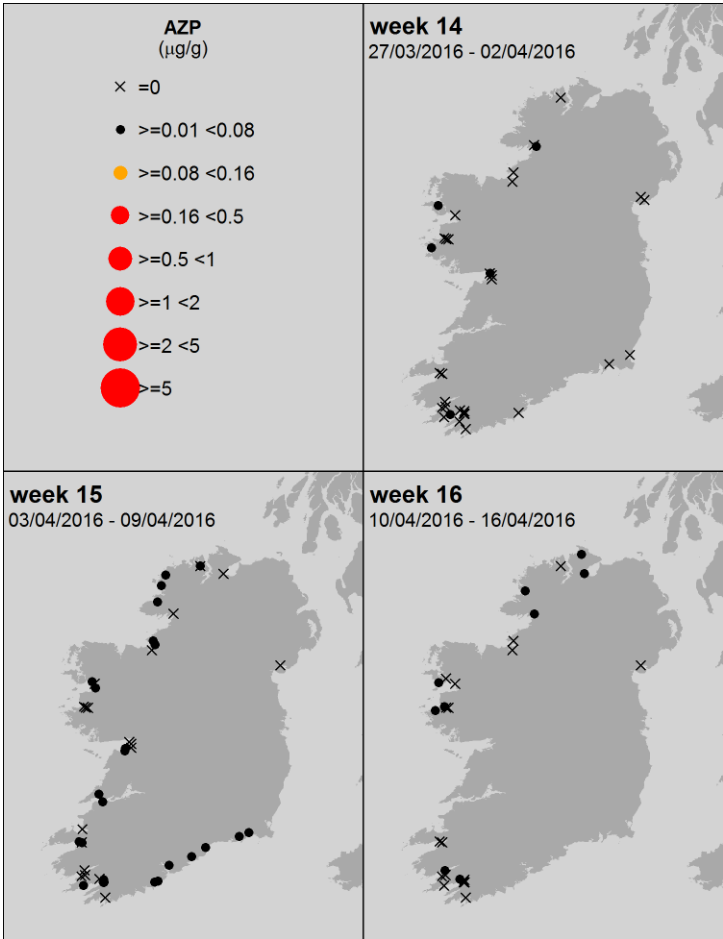 AZP
(µg/g)
=0
>=0.01 <0.08
>=0.08 <0.16
>=0.16 <0.5
>=0.5 <1
>=1 <2
>=2 <5
>=5
week 14
27/03/2016 - 02/04/2016
week 15
03/04/2016 - 09/04/2016
week 16
10/04/2016 - 16/04/2016